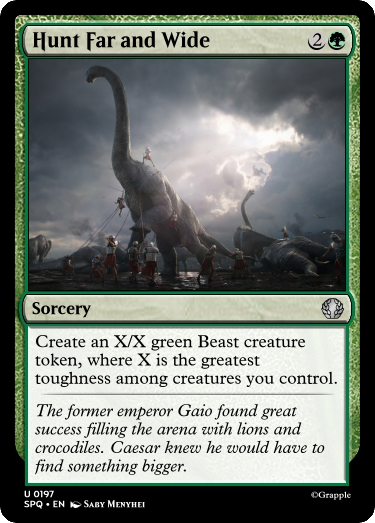 Hunt Far and Wide 2
Sorcery
Create an X/X green Beast creature
token, where X is the greatest
toughness among creatures you control.
The former emperor Gaio found great
success filling the arena with lions and
crocodiles. Caesar knew he would have to
find something bigger.
U 0197
SPQ • EN Saby Menyhei
©Grapple